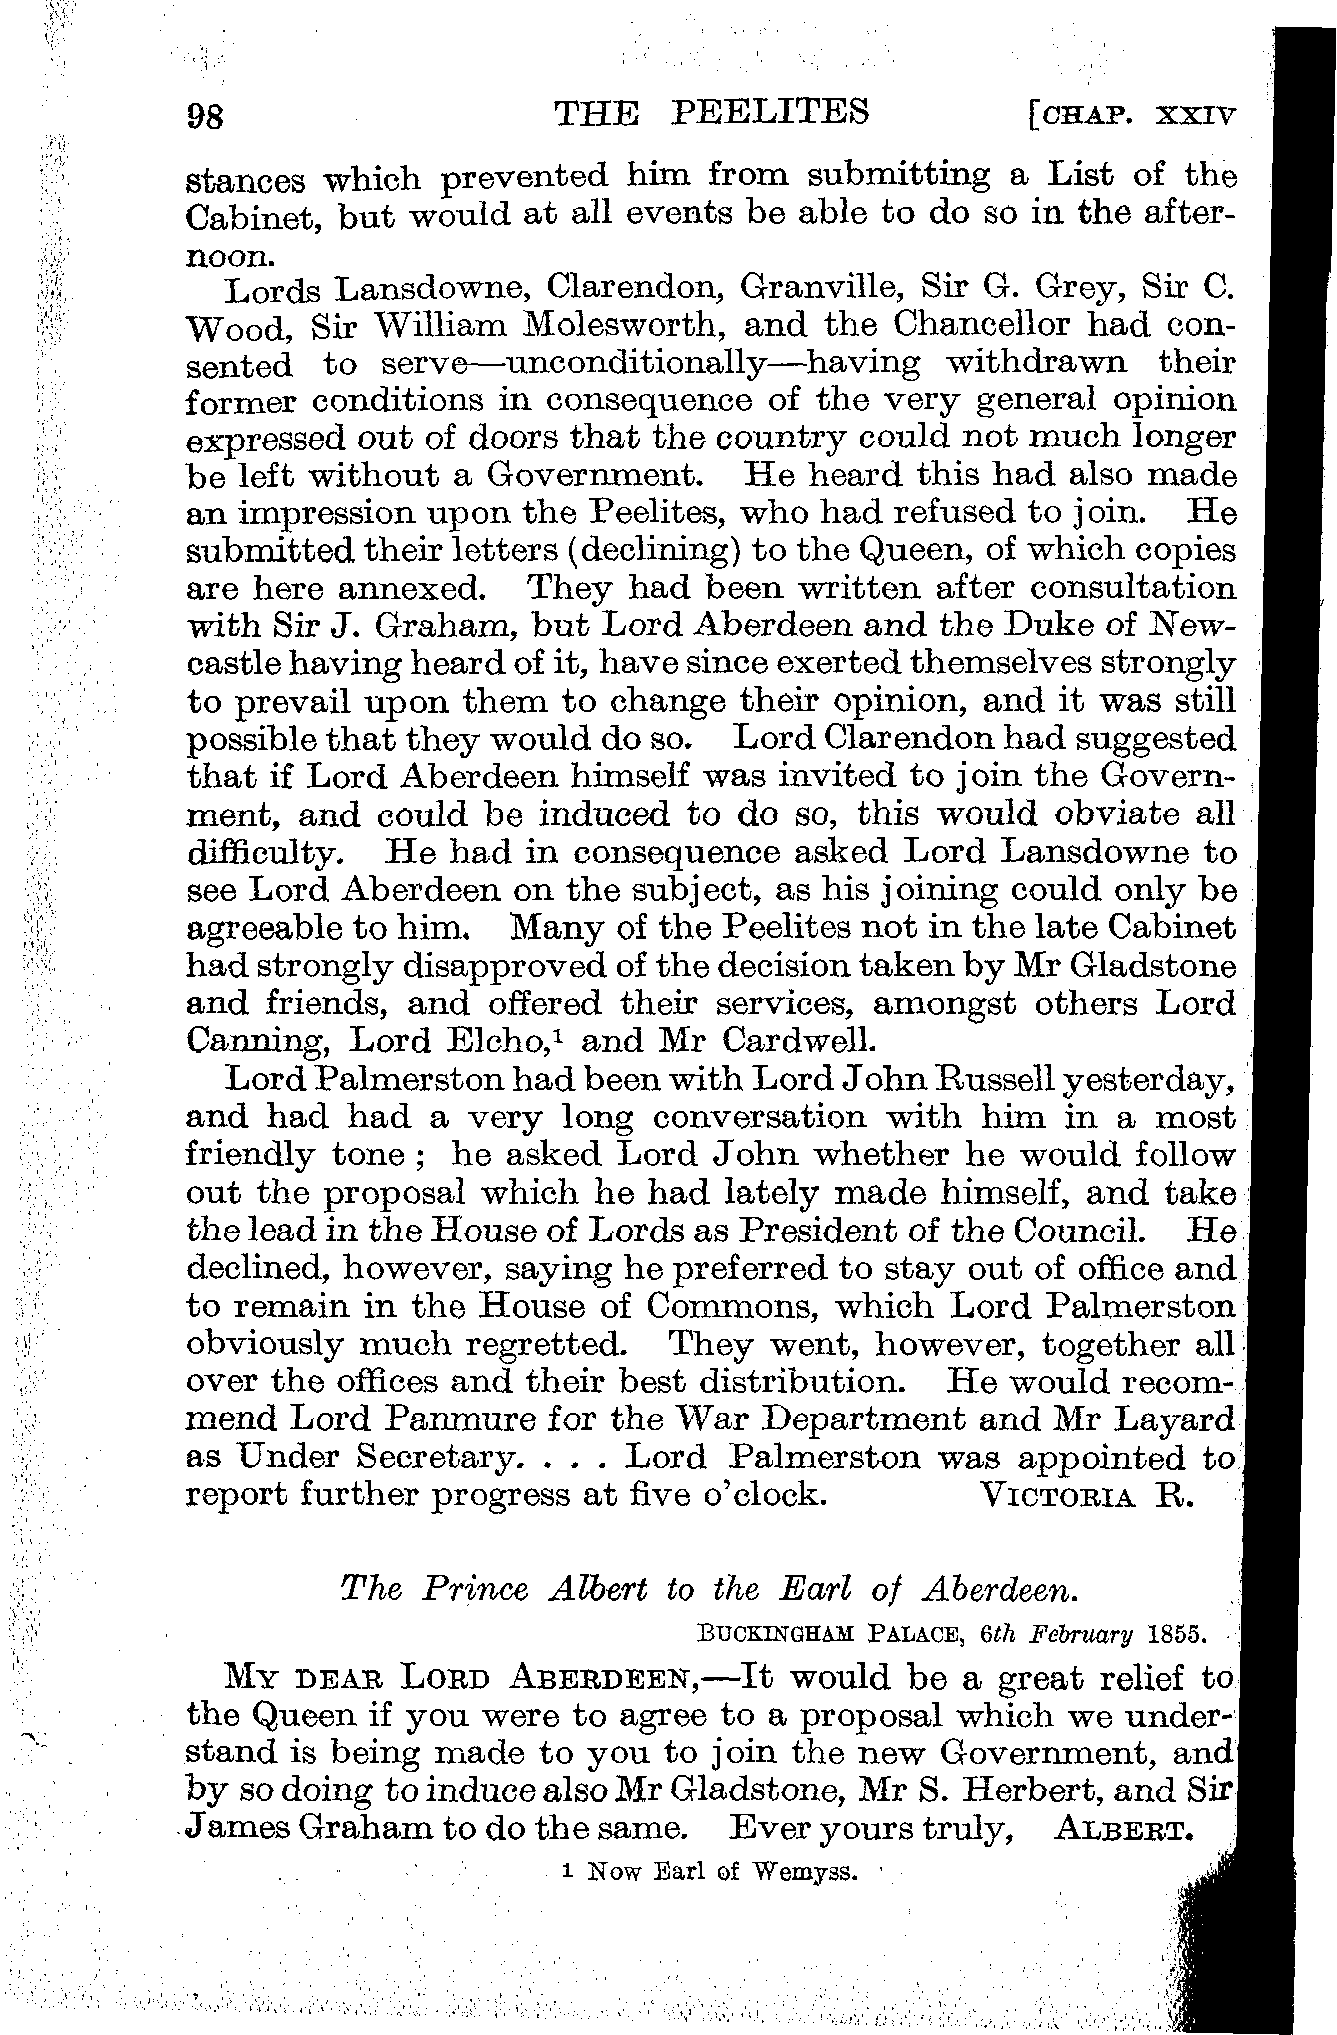 98 THE PEELITES [CHAP. XXIV
stances which prevented him from submitting a List of the
Cabinet, but would at all events be able to do so in the after-
noon.
Lords Lansdowne, Clarendon, Granville, Sir G. Grey, Sir C.
Wood, Sir William Molesworth, and the Chancellor had con-
sented to serve—unconditionally—having withdrawn their
former conditions in consequence of the very general opinion
expressed out of doors that the country could not much longer
be left without a Government. He heard this had also made
an impression upon the Peelites, who had refused to join. He
submitted their letters (declining) to the Queen, of which copies
are here annexed. They had been written after consultation
with Sir J. Graham, but Lord Aberdeen and the Duke of New-
castle having heard of it, have since exerted themselves strongly
to prevail upon them to change their opinion, and it was still
possible that they would do so. Lord Clarendon had suggested
that if Lord Aberdeen himself was invited to join the Govern-
ment, and could be induced to do so, this would obviate all
difficulty. He had in consequence asked Lord Lansdowne to
see Lord Aberdeen on the subject, as his joining could only be
agreeable to him. Many of the Peelites not in the late Cabinet
had strongly disapproved of the decision taken by Mr Gladstone
and friends, and offered their services, amongst others Lord
Canning, Lord Elcho,¹ and Mr Cardwell.
Lord Palmerston had been with Lord John Russell yesterday,
and had had a very long conversation with him in a most
friendly tone ; he asked Lord John whether he would follow
out the proposal which he had lately made himself, and take
the lead in the House of Lords as President of the Council. He
declined, however, saying he preferred to stay out of office and
to remain in the House of Commons, which Lord Palmerston
obviously much regretted. They went, however, together all
over the offices and their best distribution. He would recom-
mend Lord Panmure for the War Department and Mr Layard
as Under Secretary. . . . Lord Palmerston was appointed to
report further progress at five o'clock. VICTORIA R.
The Prince Albert to the Earl of Aberdeen.
BUCKINGHAM PALACE, 6th February 1855.
MY DEAR LORD ABERDEEN,—It would be a great relief to
the Queen if you were to agree to a proposal which we under-
stand is being made to you to join the new Government, and
by so doing to induce also Mr Gladstone, Mr S. Herbert, and Sir
James Graham to do the same. Ever yours truly, ALBERT.
1 Now Earl of Wemyss.